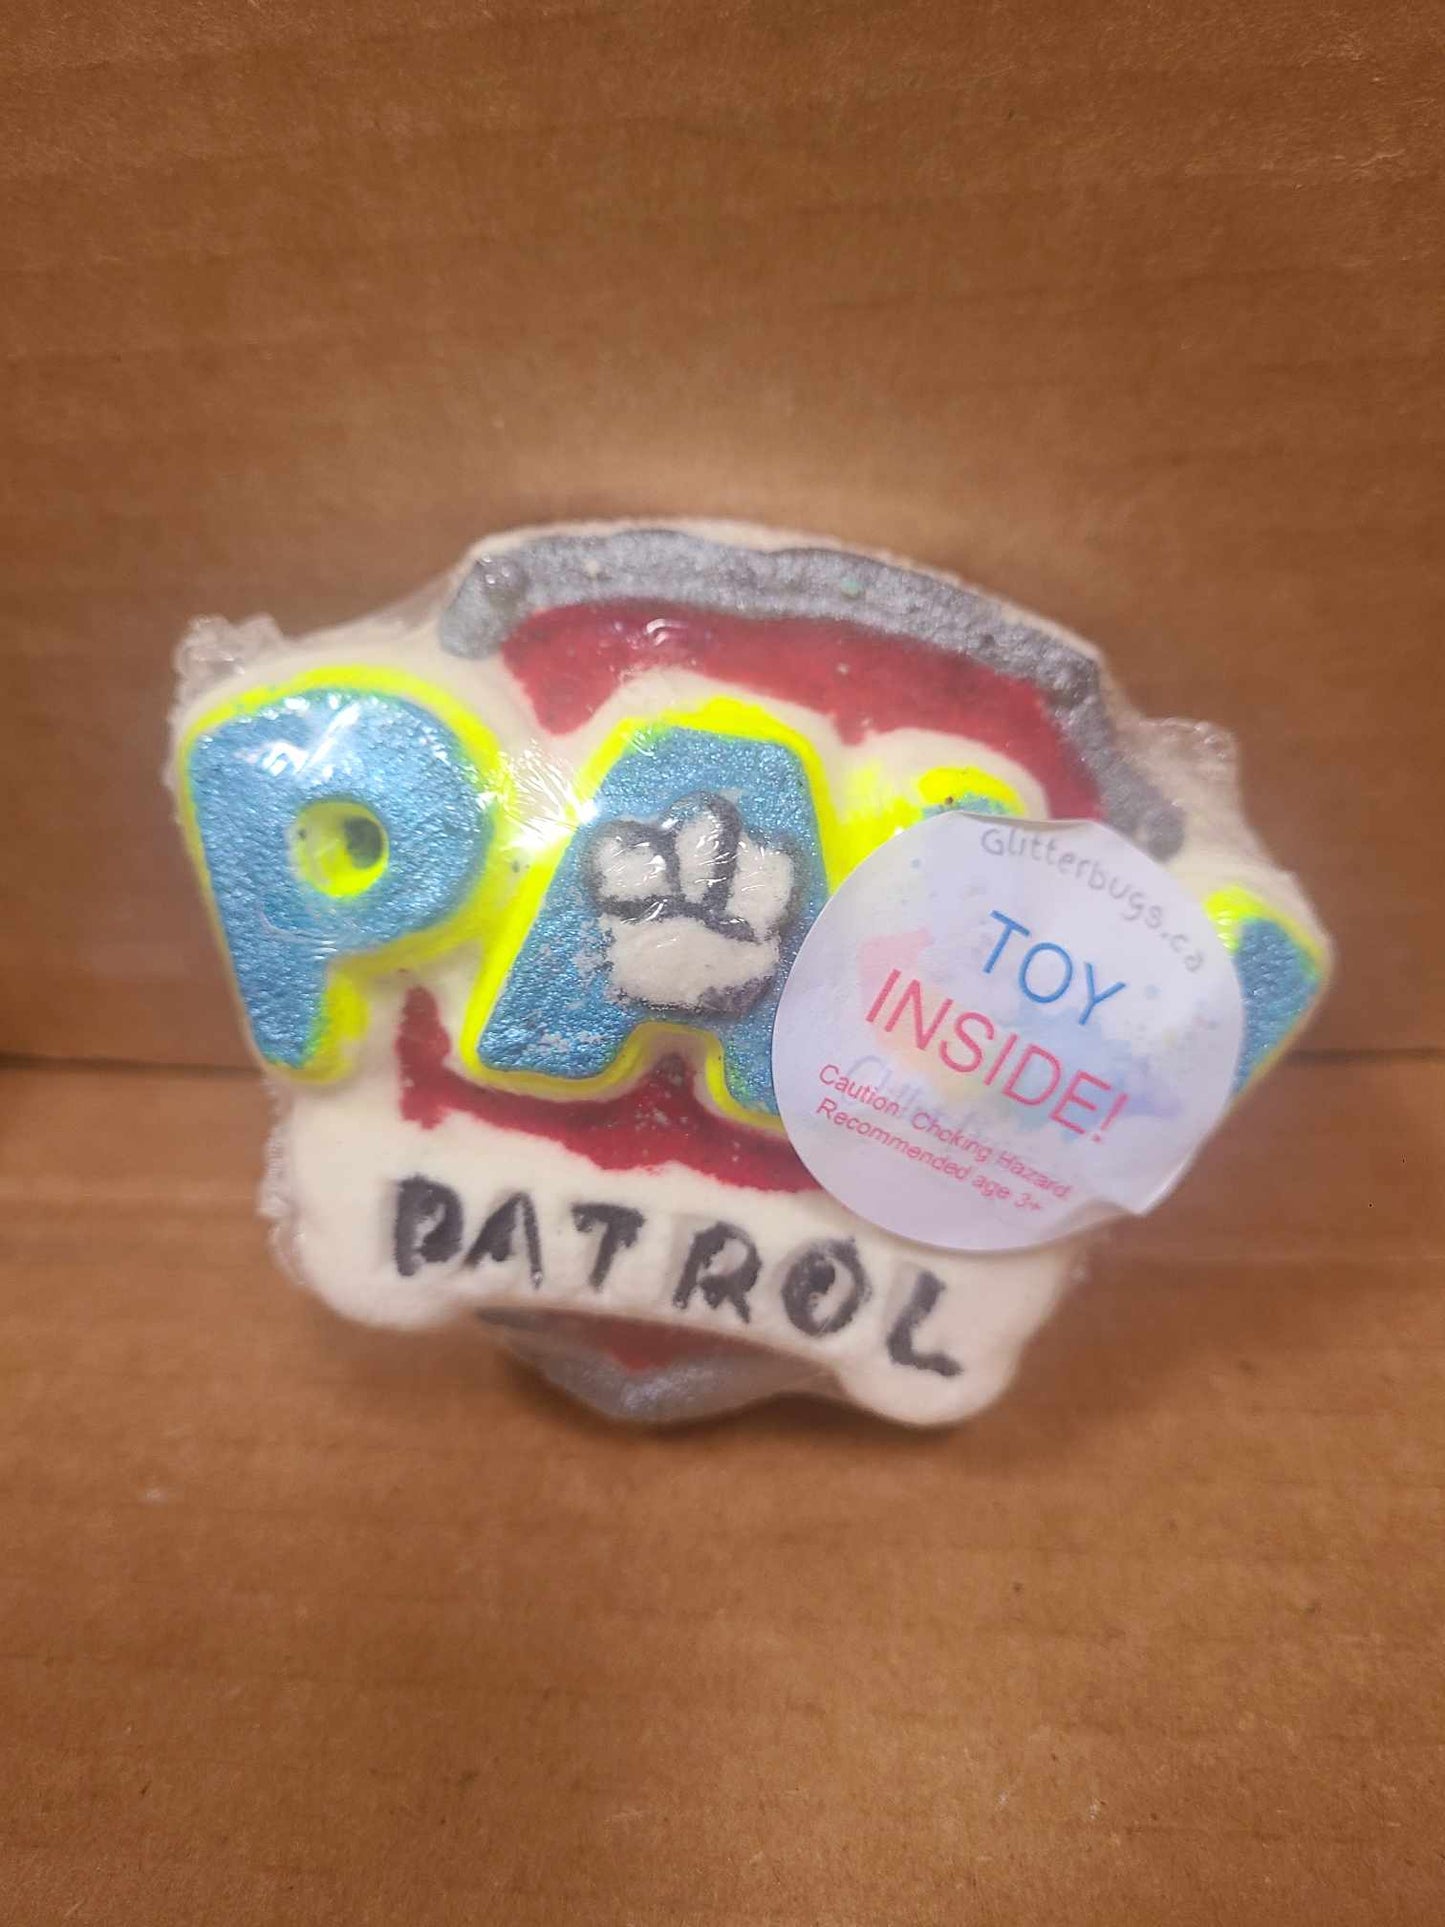 PA
Glitterbugs.ca
TOY
INSIDE!
Caution: Choking Hazard
Recommended age 3+
PATROL